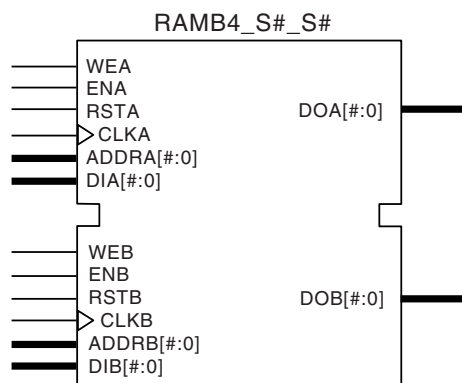 RAMB4_S#_S#
WEA
ENA
RSTA
DOA[#:0]
CLKA
ADDRA[#:0]
DIA[#:0]
WEB
ENB
RSTB
DOB[#:0]
CLKB
ADDRB[#:0]
DIB[#:0]